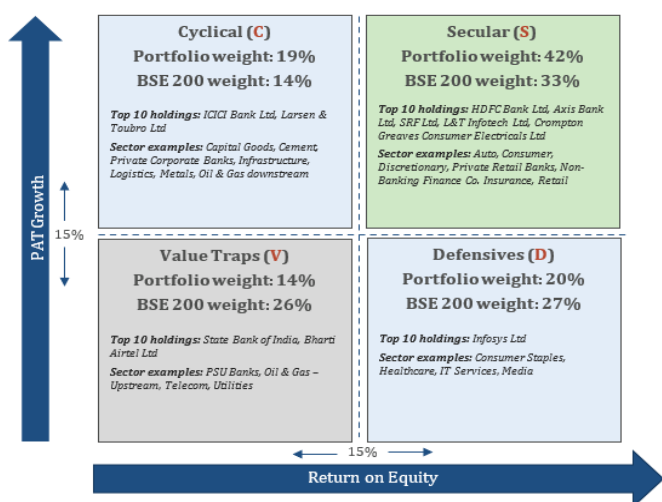 Cyclical (C)
Portfolio weight: 19%
BSE 200 weight: 14%
Top 10 holdings: ICICI Bank Ltd, Larsen &
Toubro Ltd
Sector examples: Capital Goods, Cement,
Private Corporate Banks, Infrastructure,
Logistics, Metals, Oil & Gas downstream
Secular (S)
Portfolio weight: 42%
BSE 200 weight: 33%
Top 10 holdings: HDFC Bank Ltd, Axis Bank
Ltd, SRF Ltd, L&T Infotech Ltd, Crompton
Greaves Consumer Electricals Ltd
Sector examples: Auto, Consumer,
Discretionary, Private Retail Banks, Non-
Banking Finance Co. Insurance, Retail
PAT Growth
15%
Value Traps (V)
Portfolio weight: 14%
BSE 200 weight: 26%
Top 10 holdings: State Bank of India, Bharti
Airtel Ltd
Sector examples: PSU Banks, Oil & Gas –
Upstream, Telecom, Utilities
Defensives (D)
Portfolio weight: 20%
BSE 200 weight: 27%
Top 10 holdings: Infosys Ltd
Sector examples: Consumer Staples,
Healthcare, IT Services, Media
15%
Return on Equity